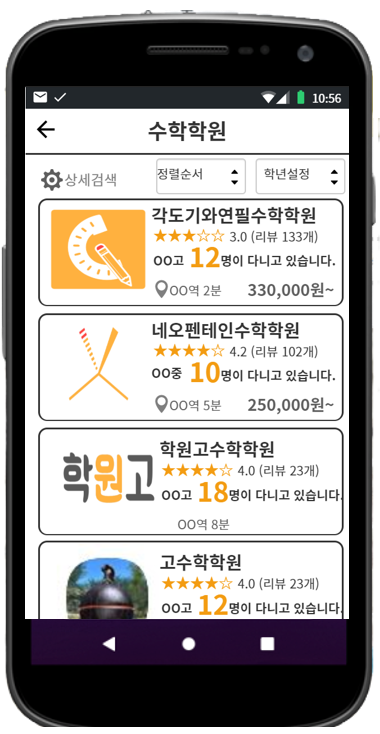 10:56
수학학원
상세검색
정렬순서
학년설정
각도기와연필수학학원
★★★☆☆ 3.0 (리뷰 133개)
OO고 12명이 다니고 있습니다.
OO역 2분 330,000원~
네오펜테인수학학원
★★★★☆ 4.2 (리뷰 102개)
OO중 10명이 다니고 있습니다.
OO역 5분 250,000원~
학원고
학원고수학학원
★★★★☆ 4.0 (리뷰 23개)
OO고 18명이 다니고 있습니다.
OO역 8분
고수학학원
★★★★☆ 4.0 (리뷰 23개)
OO고 12명이 다니고 있습니다.